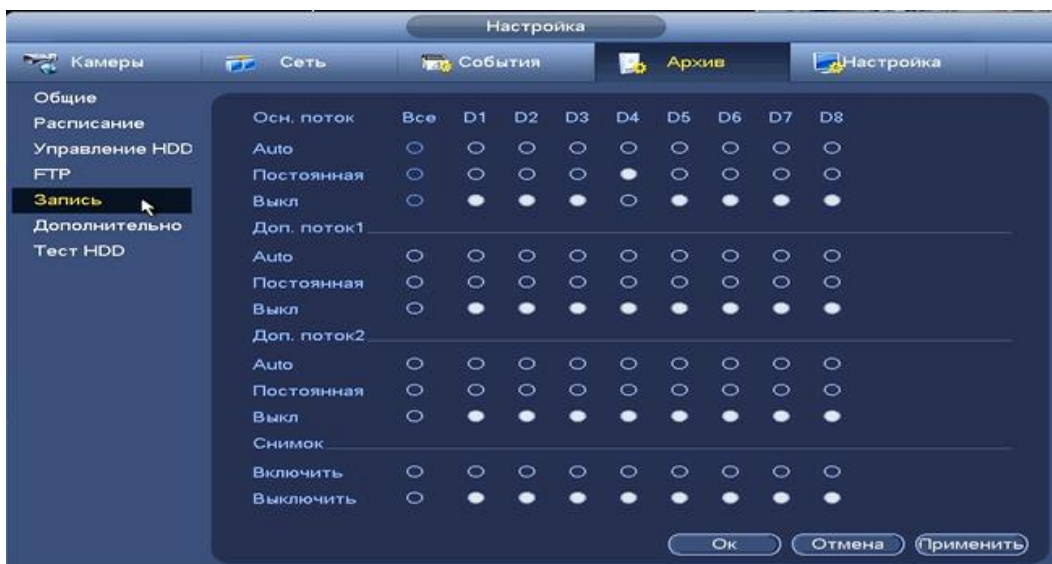 Настройка
Камеры Сеть События Архив Настройка
Общие
Расписание
Управление HDD
FTP
Запись
Дополнительно
Тест HDD
Осн. поток Все D1 D2 D3 D4 D5 D6 D7 D8
Auto
Постоянная
Выкл
Доп. поток1
Auto
Постоянная
Выкл
Доп. поток2
Auto
Постоянная
Выкл
Снимок
Включить
Выключить
Ок Отмена Применить